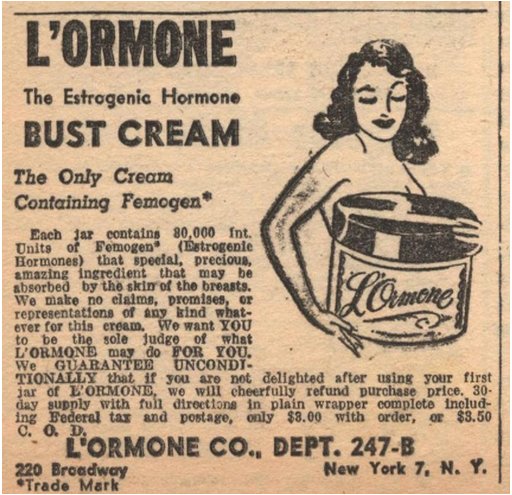 L'ORMONE
The Estrogenic Hormone
BUST CREAM
The Only Cream
Containing Femogen*
Each jar contains 30,000 Int.
Units of Femogen* (Estrogenic
Hormones) that special, precious,
amazing ingredient that may be
absorbed by the skin of the breasts.
We make no claims, promises, or
representations of any kind what-
ever for this cream. We want YOU
to be the sole judge of what
L'ORMONE may do FOR YOU.
We GUARANTEE UNCONDI-
TIONALLY that if you are not delighted after using your first
jar of L'ORMONE, we will cheerfully refund purchase price. 30-
day supply with full directions in plain wrapper complete includ-
ing Federal tax and postage, only $3.00 with order, or $3.50
C. O. D.
L'ORMONE CO., DEPT. 247-B
220 Broadway New York 7, N. Y.
*Trade Mark
L'Ormone